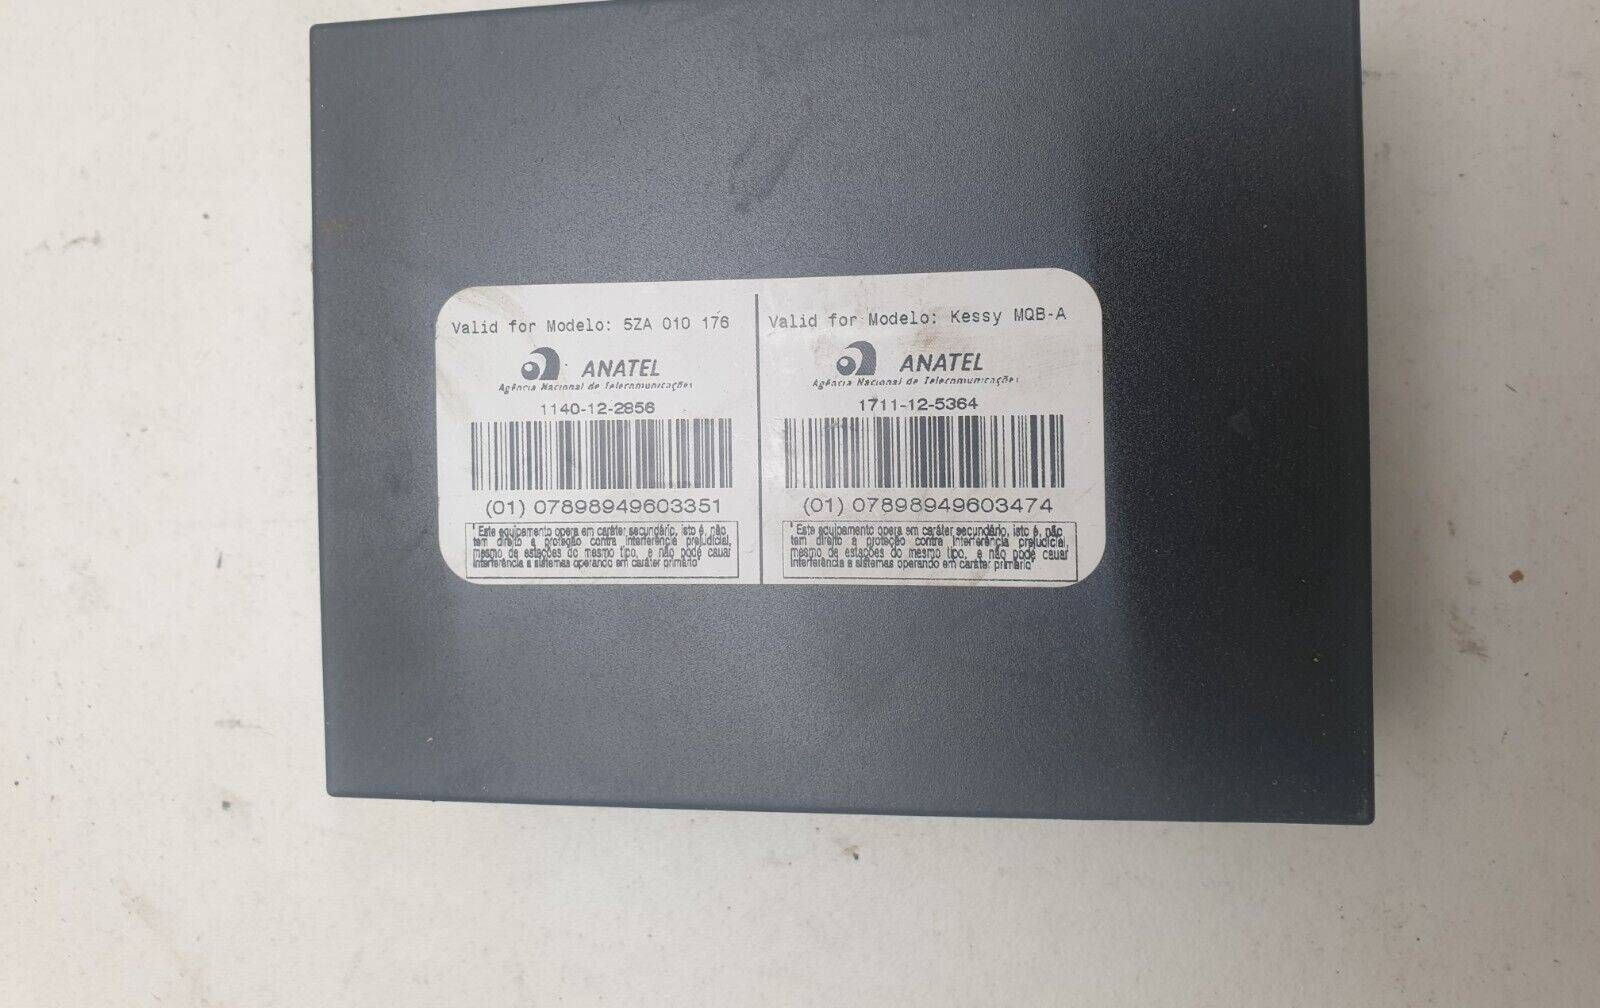 Valid for Modelo: 5ZA 010 176
ANATEL
Agência Nacional de Telecomunicações
1140-12-2856
(01) 07898949603351
"Este equipamento opera em caráter secundário, isto é, não
tem direito a proteção contra interferência prejudicial,
mesmo de estações do mesmo tipo, e não pode causar
interferência a sistemas operando em caráter primário"
Valid for Modelo: Kessy MQB-A
ANATEL
Agência Nacional de Telecomunicações
1711-12-5364
(01) 07898949603474
"Este equipamento opera em caráter secundário, isto é, não
tem direito a proteção contra interferência prejudicial,
mesmo de estações do mesmo tipo, e não pode causar
interferência a sistemas operando em caráter primário"